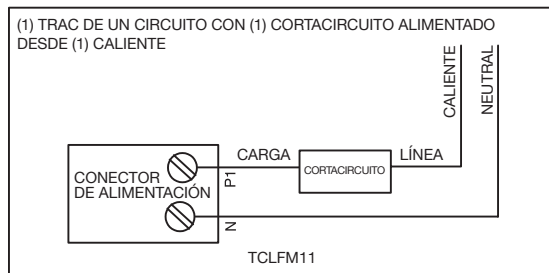 (1) TRAC DE UN CIRCUITO CON (1) CORTACIRCUITO ALIMENTADO
DESDE (1) CALIENTE
CALIENTE
NEUTRAL
CARGA
LÍNEA
CORTACIRCUITO
CONECTOR
DE ALIMENTACIÓN
P1
N
TCLFM11